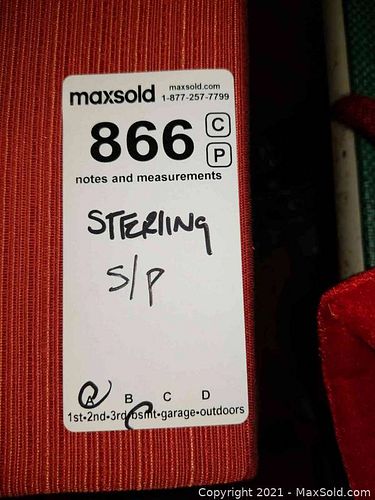 maxsold maxsold.com
1-877-257-7799
866 C
P
notes and measurements
STERLING
S/P
A B C D
1st•2nd•3rd•bsmt•garage•outdoors
Copyright 2021 - MaxSold.com